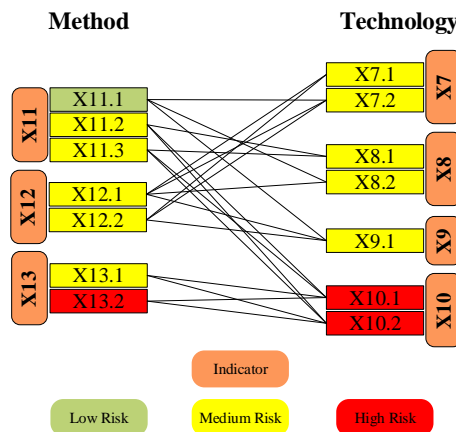 Method
Technology
X11
X11.1
X11.2
X11.3
X12
X12.1
X12.2
X13
X13.1
X13.2
X7.1
X7.2
X7
X8.1
X8.2
X8
X9.1
X9
X10.1
X10.2
X10
Indicator
Low Risk
Medium Risk
High Risk